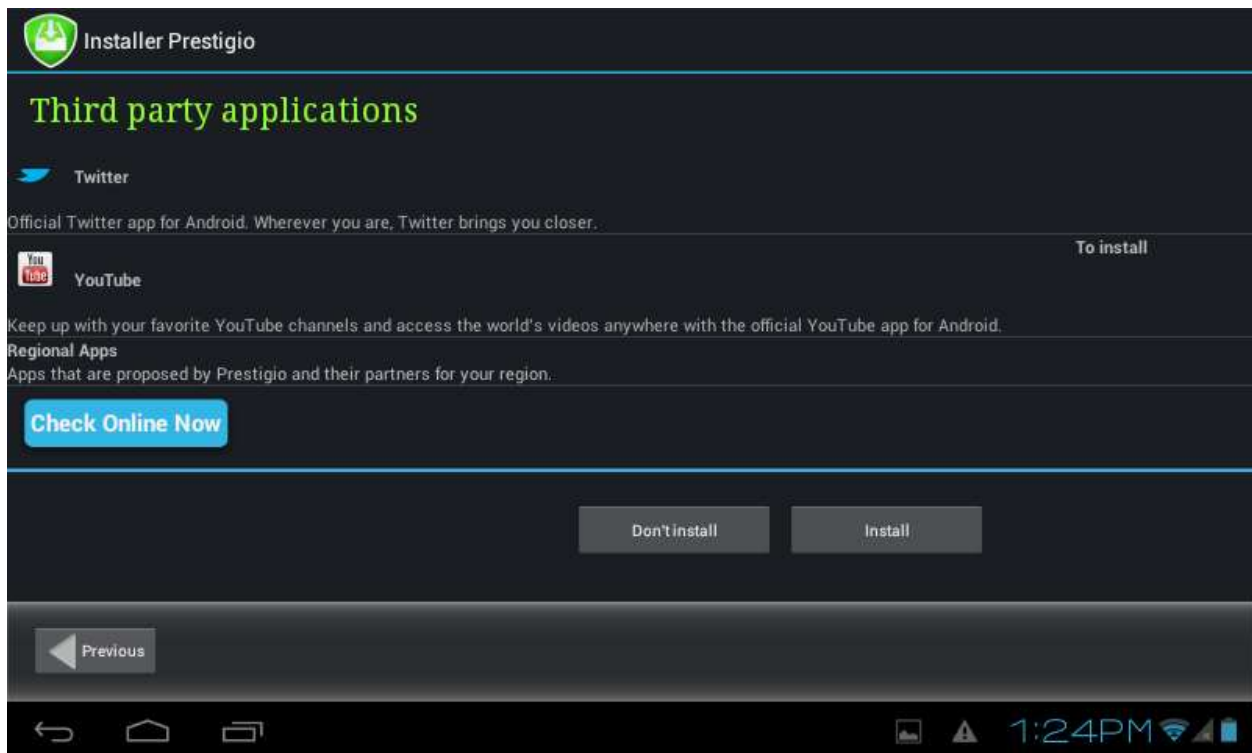 Installer Prestigio
Third party applications
Twitter
Official Twitter app for Android. Wherever you are, Twitter brings you closer.
To install
You
Tube
YouTube
Keep up with your favorite YouTube channels and access the world's videos anywhere with the official YouTube app for Android.
Regional Apps
Apps that are proposed by Prestigio and their partners for your region.
Check Online Now
Don't install
Install
Previous
1:24PM